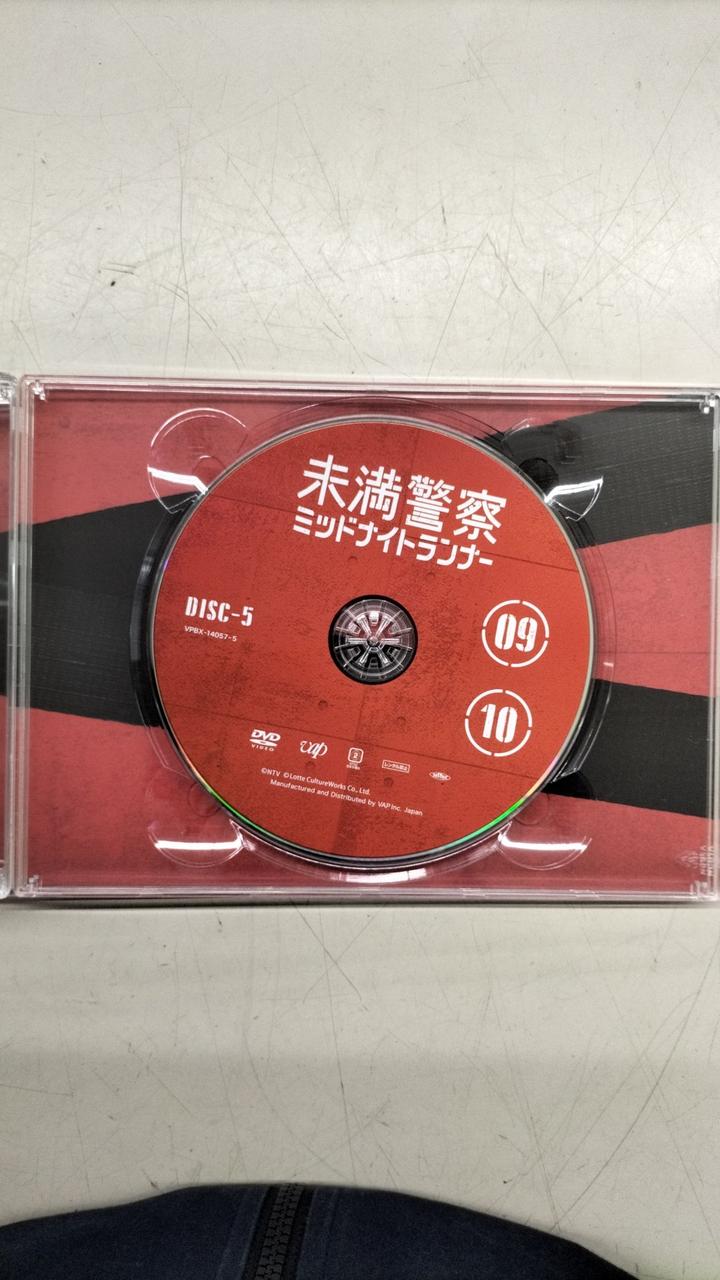 未満警察
ミッドナイトランナー
DISC-5
VPBX-14057-5
09
10
DVD
VIDEO
vap
2
レンタル禁止
©NTV ©Lotte CultureWorks Co., Ltd.
Manufactured and Distributed by VAP Inc. Japan